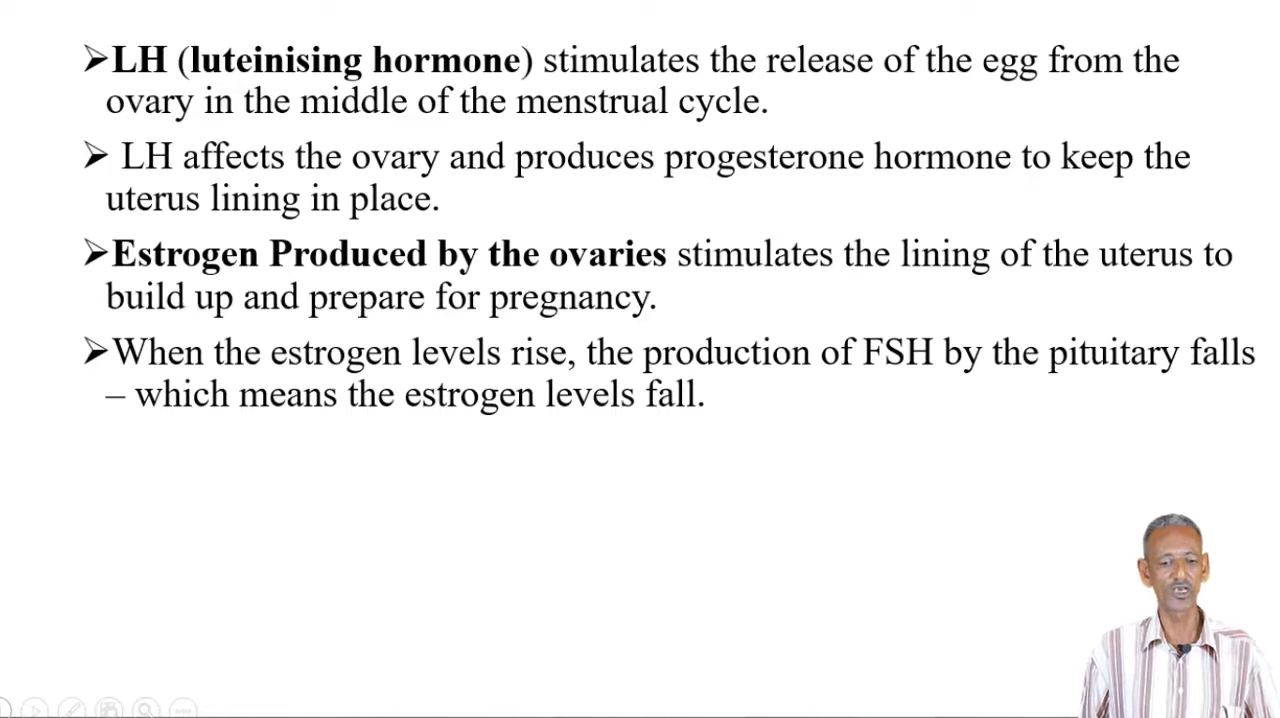 ➢LH (luteinising hormone) stimulates the release of the egg from the
ovary in the middle of the menstrual cycle.
➢ LH affects the ovary and produces progesterone hormone to keep the
uterus lining in place.
➢Estrogen Produced by the ovaries stimulates the lining of the uterus to
build up and prepare for pregnancy.
➢When the estrogen levels rise, the production of FSH by the pituitary falls
– which means the estrogen levels fall.